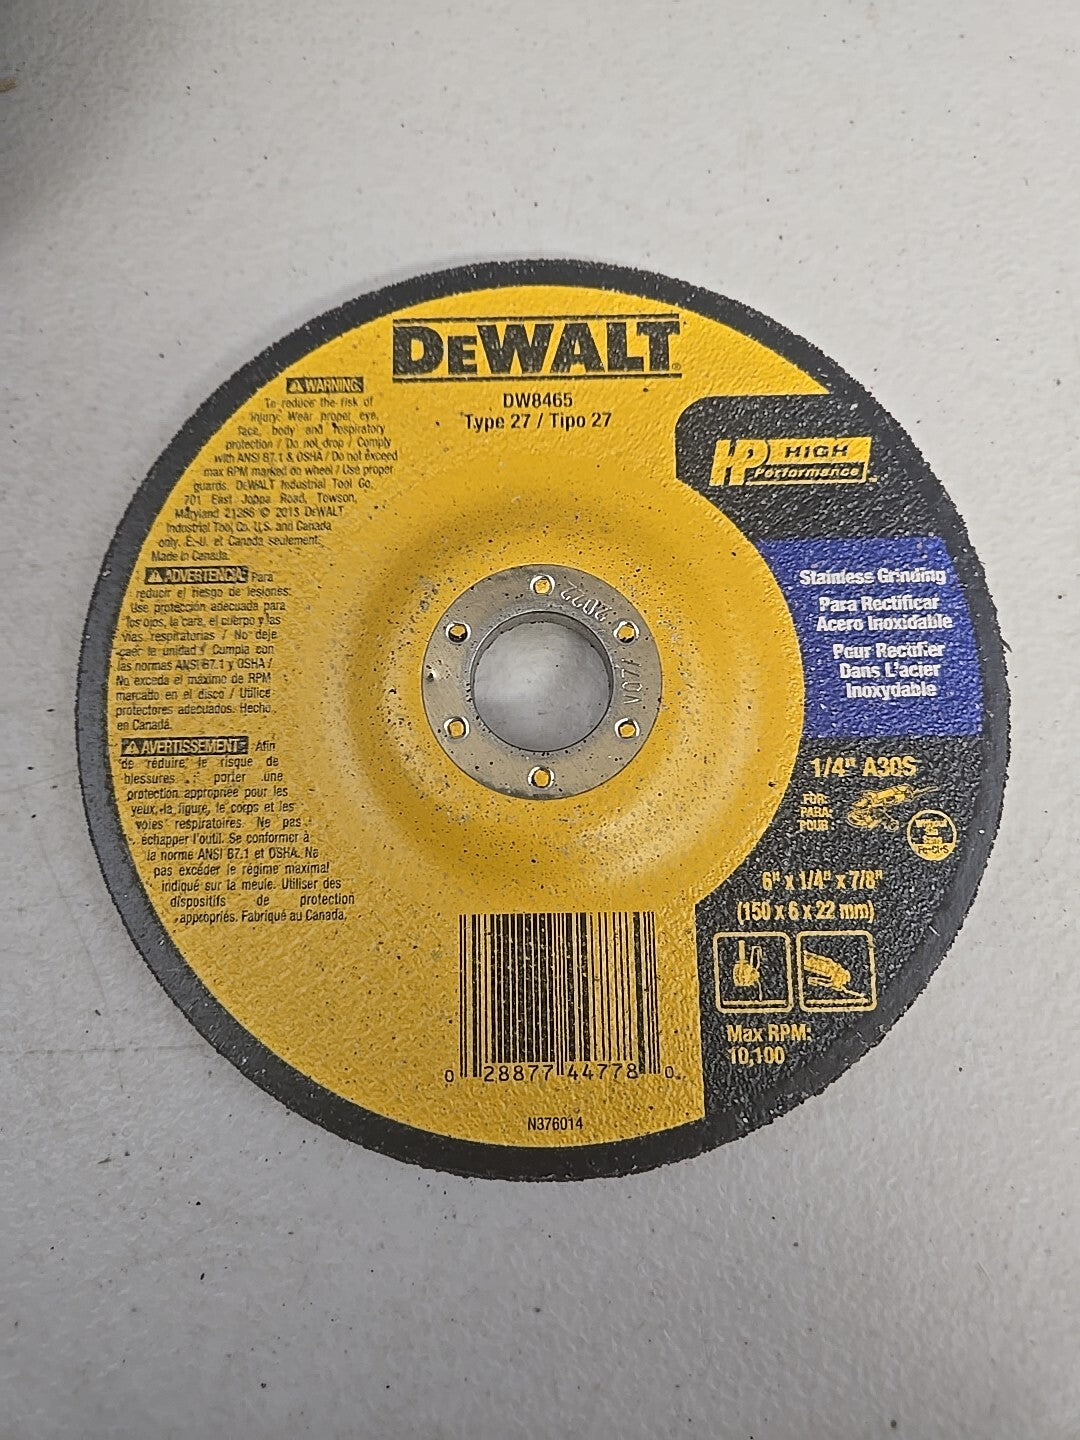 DEWALT®
DW8465
Type 27 / Tipo 27
WARNING:
To reduce the risk of
injury: Wear proper eye,
face, body and respiratory
protection / Do not drop / Comply
with ANSI B7.1 & OSHA / Do not exceed
max RPM marked on wheel / Use proper
guards. DEWALT Industrial Tool Co,
701 East Joppa Road, Towson,
Maryland 21286 © 2013 DEWALT
Industrial Tool Co, U.S. and Canada
only. É.-U. et Canada seulement.
Made in Canada.
ADVERTENCIA: Para
reducir el riesgo de lesiones:
Use protección adecuada para
los ojos, la cara, el cuerpo y las
vías respiratorias / No deje
caer la unidad / Cumpla con
las normas ANSI B7.1 y OSHA /
No exceda el máximo de RPM
marcado en el disco / Utilice
protectores adecuados. Hecho
en Canadá.
AVERTISSEMENT: Afin
de réduire le risque de
blessures : porter une
protection appropriée pour les
yeux, la figure, le corps et les
voies respiratoires. Ne pas
échapper l'outil. Se conformer à
la norme ANSI B7.1 et OSHA. Ne
pas excéder le régime maximal
indiqué sur la meule. Utiliser des
dispositifs de protection
appropriés. Fabriqué au Canada.
HP HIGH
Performance™
Stainless Grinding
Para Rectificar
Acero Inoxidable
Pour Rectifier
Dans L'acier
Inoxydable
1/4" A30S
FOR:
PARA:
POUR:
Fe-Cl-S
6" x 1/4" x 7/8"
(150 x 6 x 22 mm)
Max RPM:
10,100
2022
V07/
0 28877 44778 0
N376014